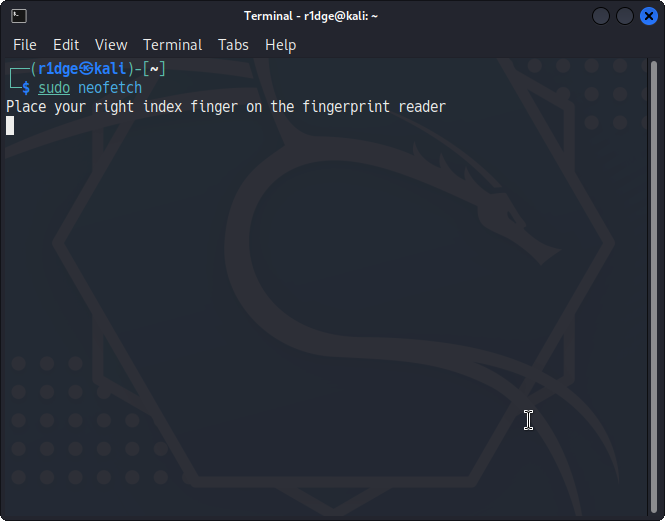 Terminal - r1dge@kali: ~
File Edit View Terminal Tabs Help
┌──(r1dge㉿kali)-[~]
└─$ sudo neofetch
Place your right index finger on the fingerprint reader